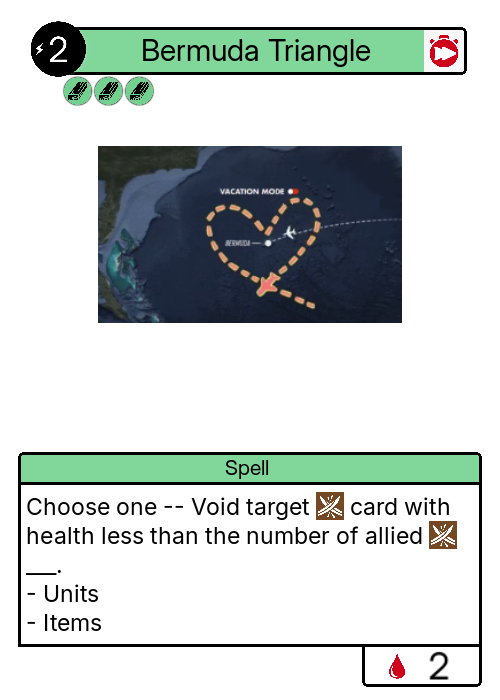 2
Bermuda Triangle
VACATION MODE
BERMUDA
Spell
Choose one -- Void target card with
health less than the number of allied
___.
- Units
- Items
2